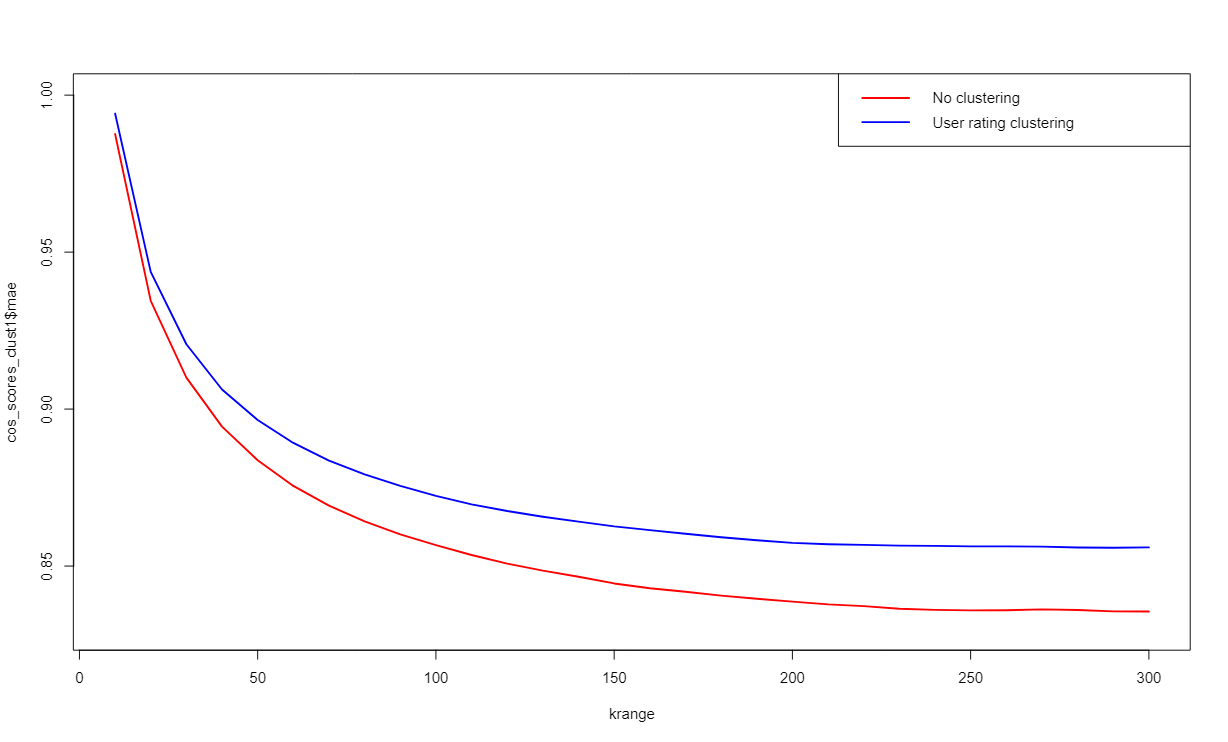 No clustering
User rating clustering
1.00
0.95
0.90
0.85
cos_scores_clust1$mae
0 50 100 150 200 250 300
krange